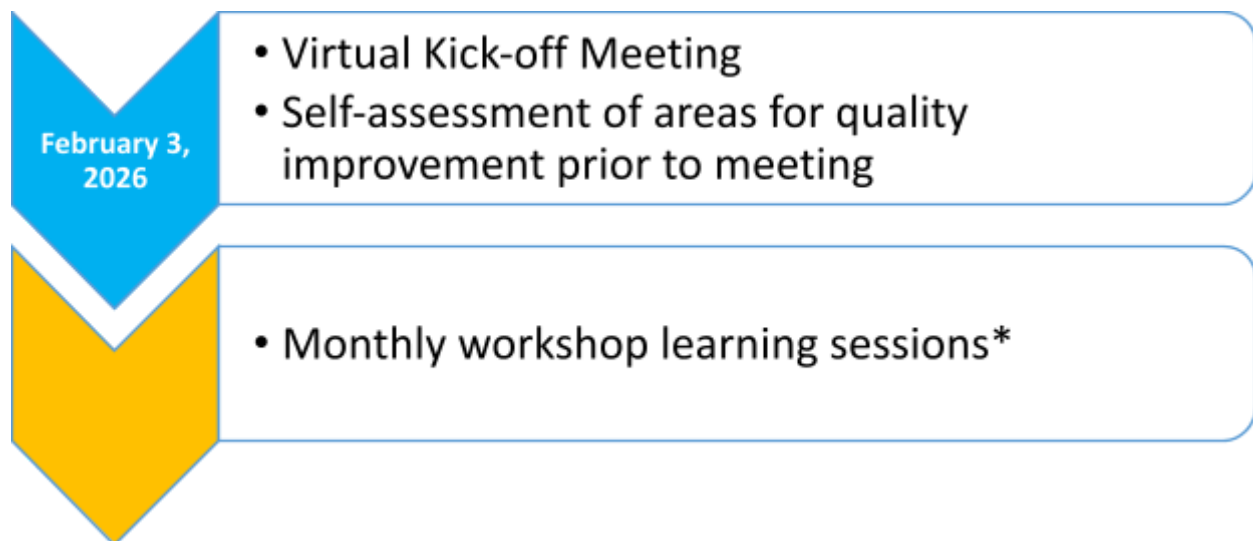 February 3,
2026
• Virtual Kick-off Meeting
• Self-assessment of areas for quality
improvement prior to meeting
• Monthly workshop learning sessions*